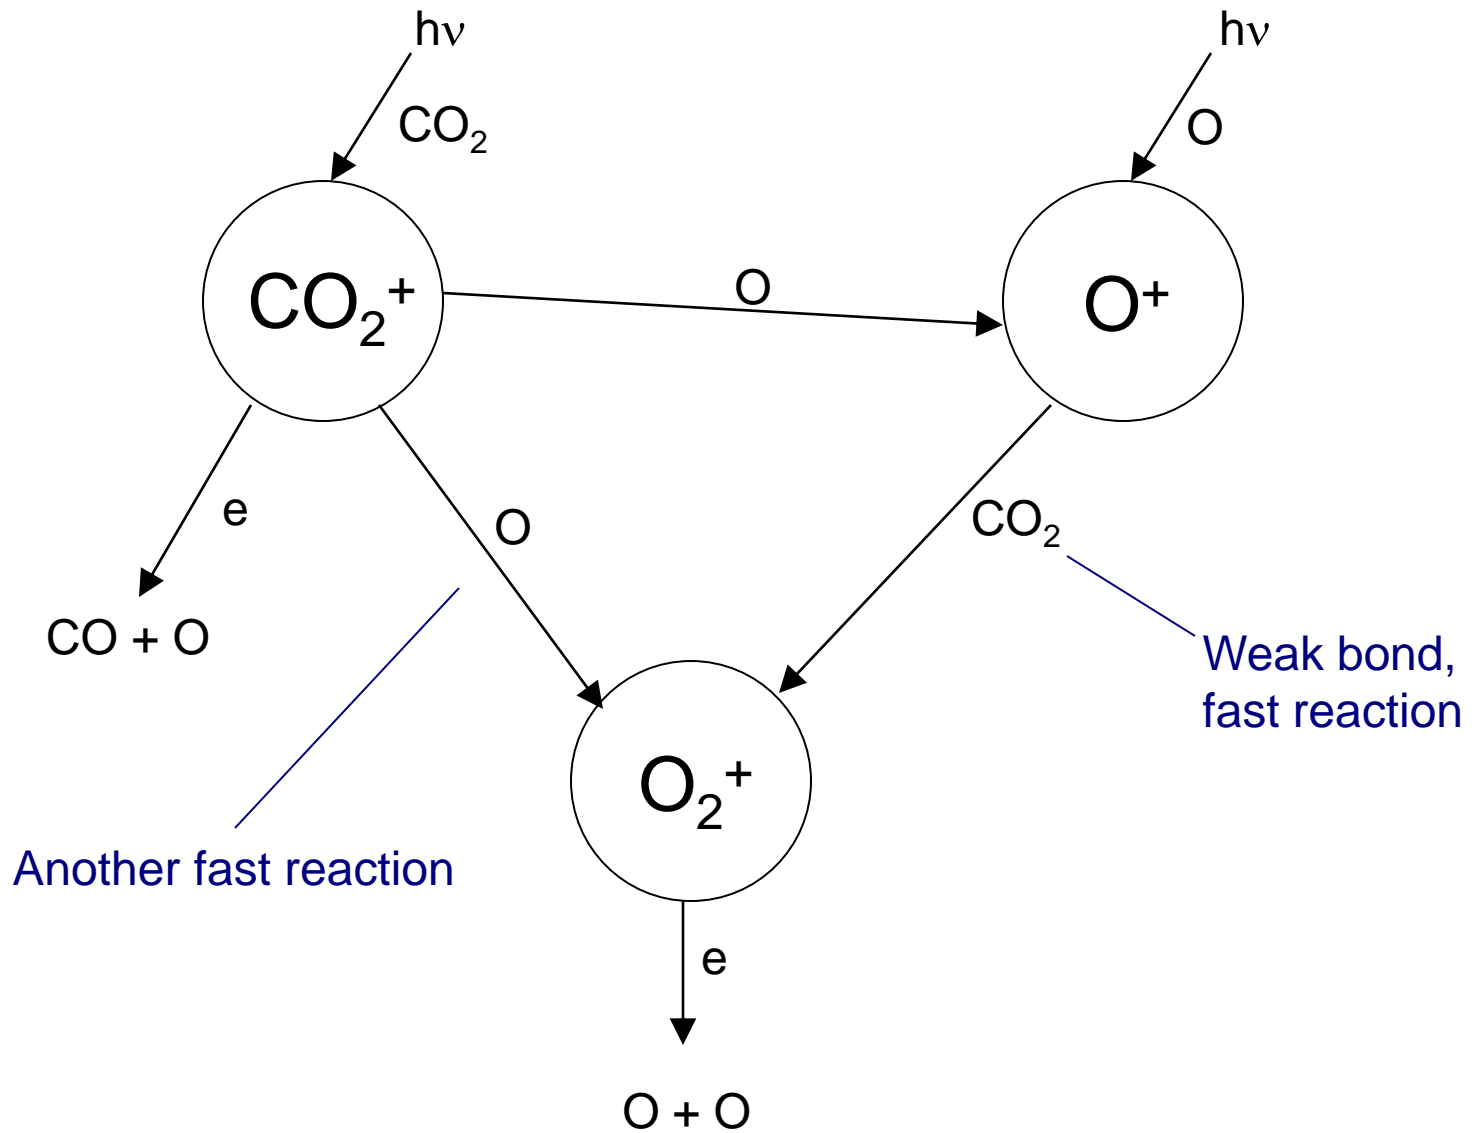 hν
hν
CO₂
O
CO₂⁺
O
O⁺
e
O
CO₂
CO + O
Weak bond,
fast reaction
O₂⁺
Another fast reaction
e
O + O